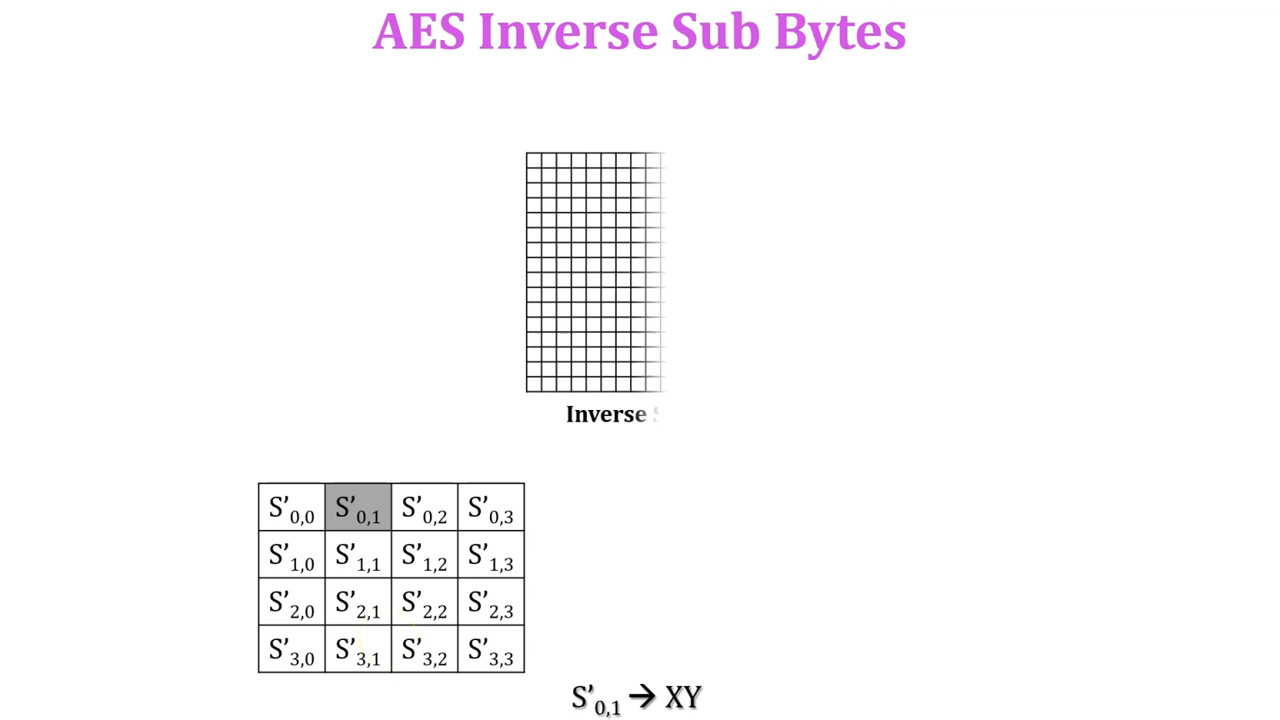 AES Inverse Sub Bytes
Inverse
S’0,0 S’0,1 S’0,2 S’0,3
S’1,0 S’1,1 S’1,2 S’1,3
S’2,0 S’2,1 S’2,2 S’2,3
S’3,0 S’3,1 S’3,2 S’3,3
S’0,1 → XY